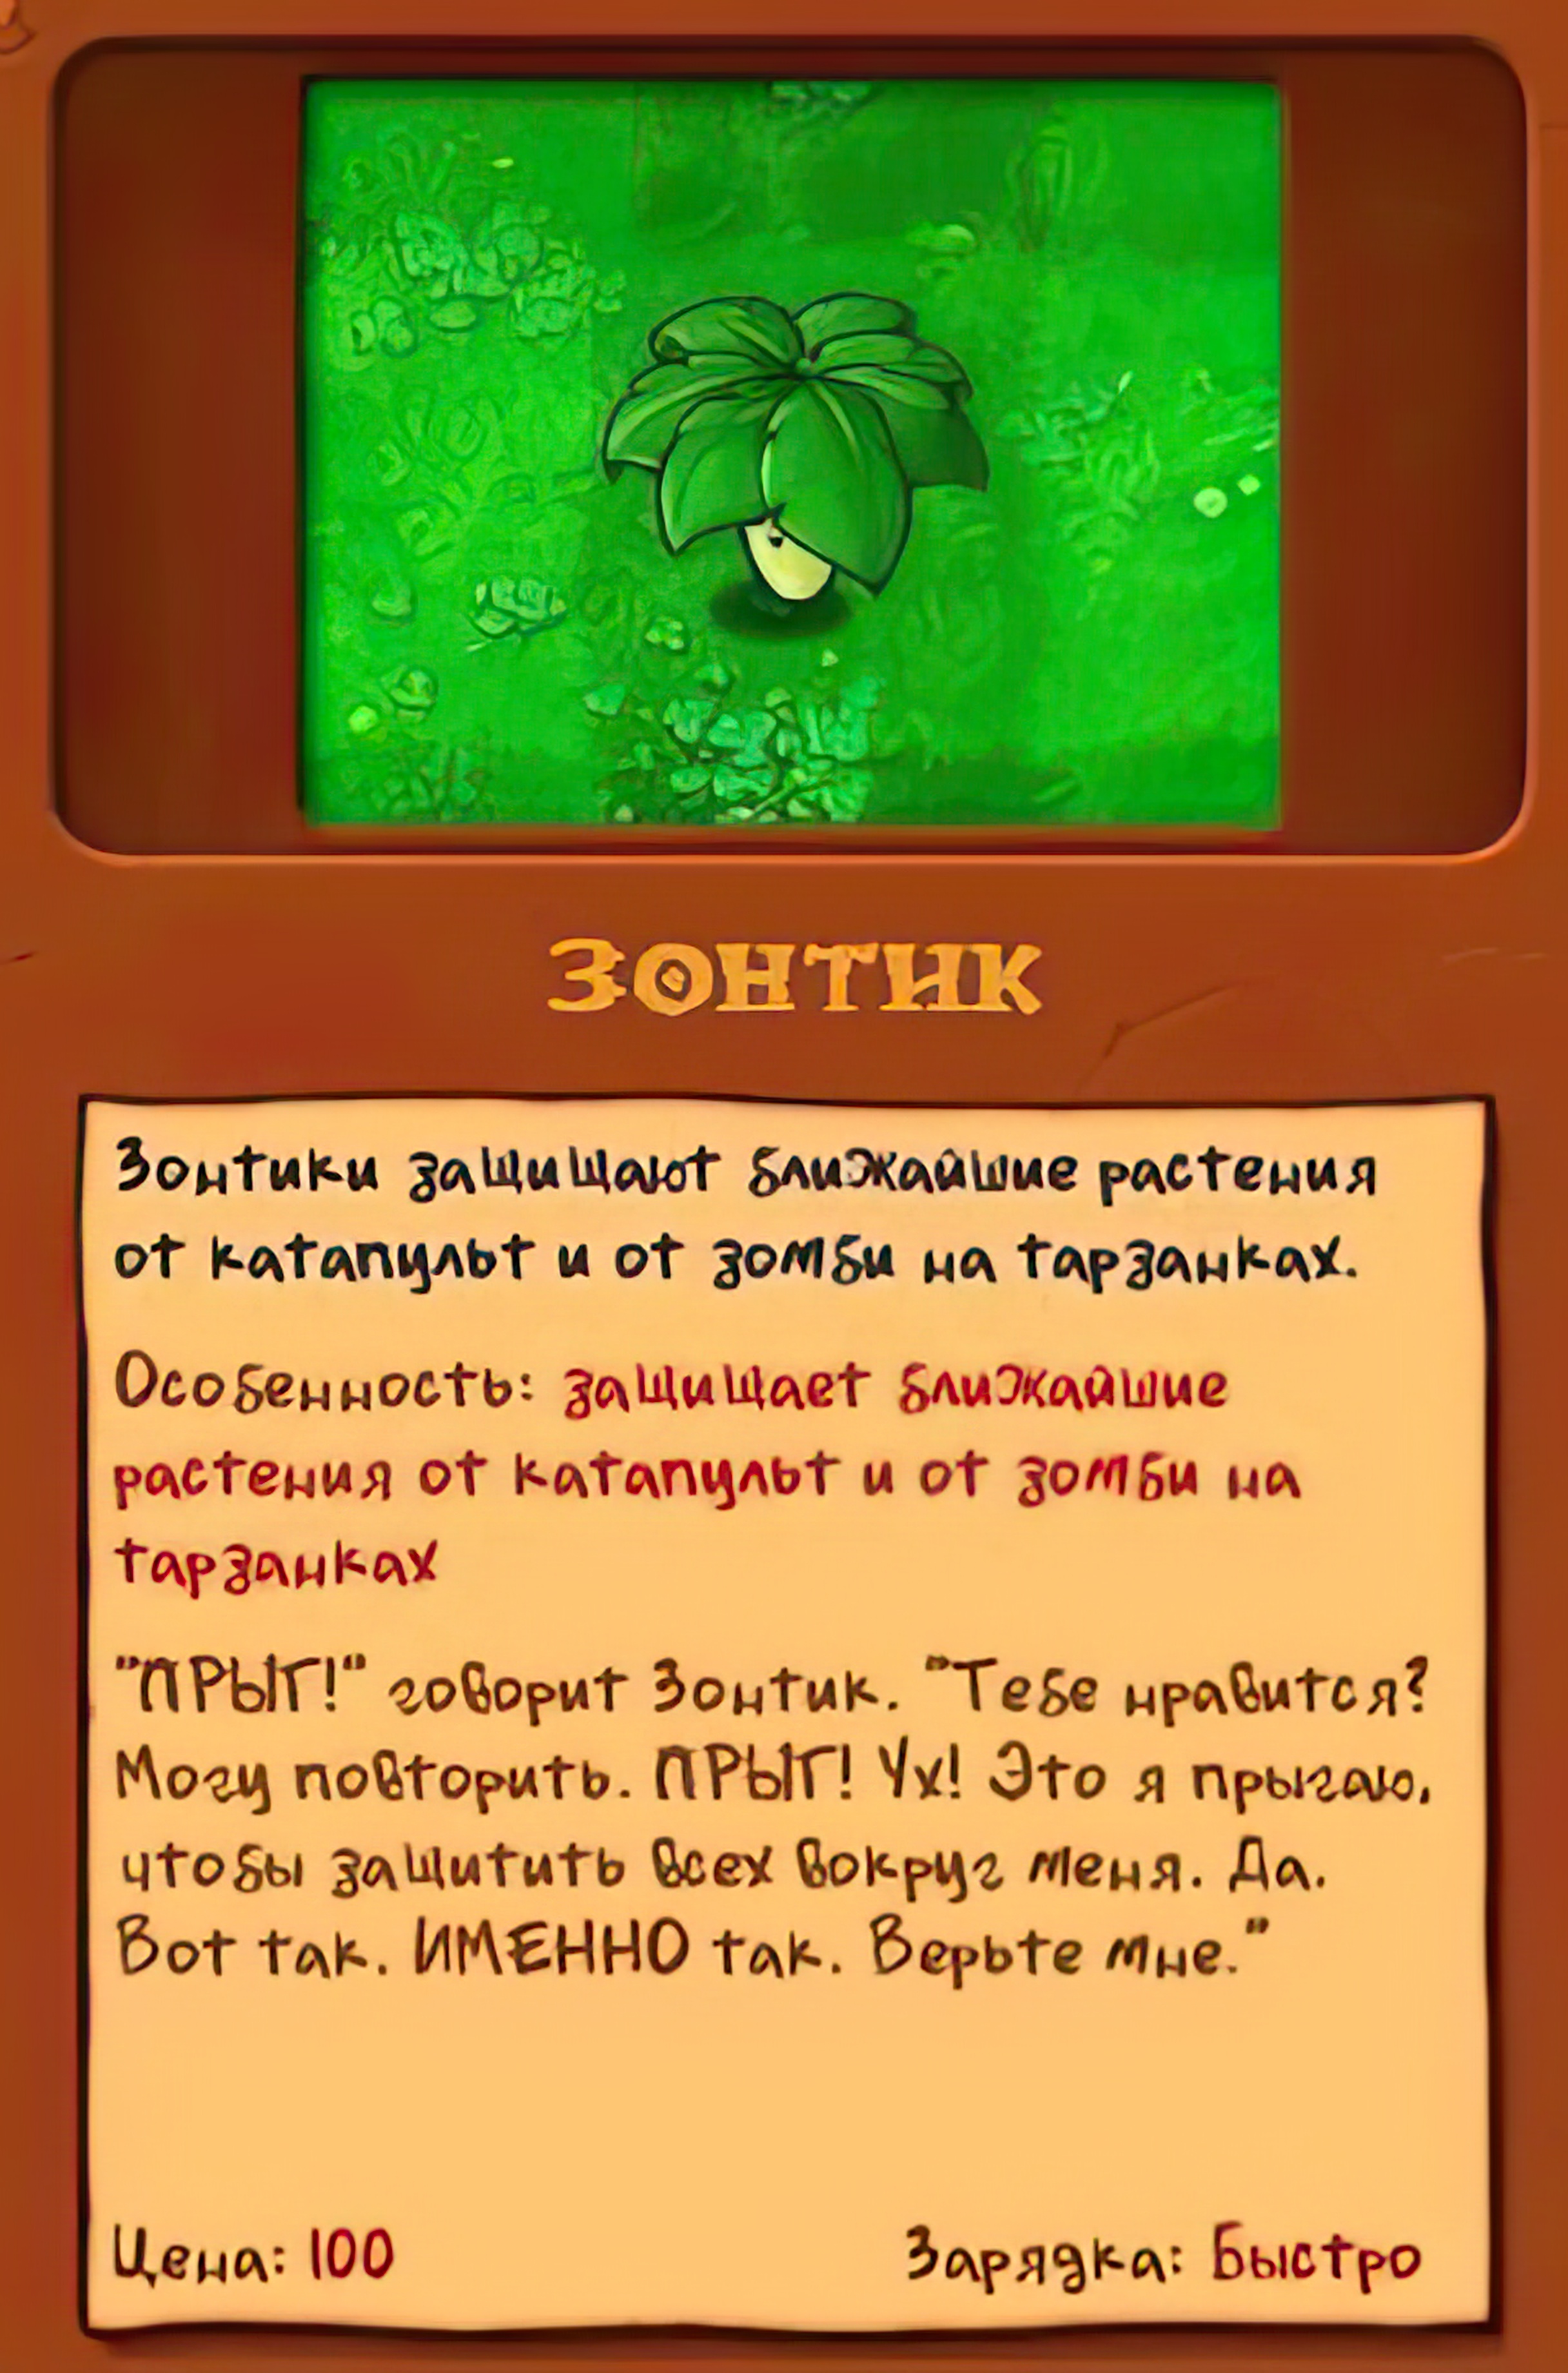 ЗОНТИК
Зонтики защищают ближайшие растения
от катапульт и от зомби на тарзанках.
Особенность: защищает ближайшие
растения от катапульт и от зомби на
тарзанках
"ПРЫГ!" говорит Зонтик. "Тебе нравится?
Могу повторить. ПРЫГ! Ух! Это я прыгаю,
чтобы защитить всех вокруг меня. Да.
Вот так. ИМЕННО так. Верьте мне."
Цена: 100
Зарядка: Быстро